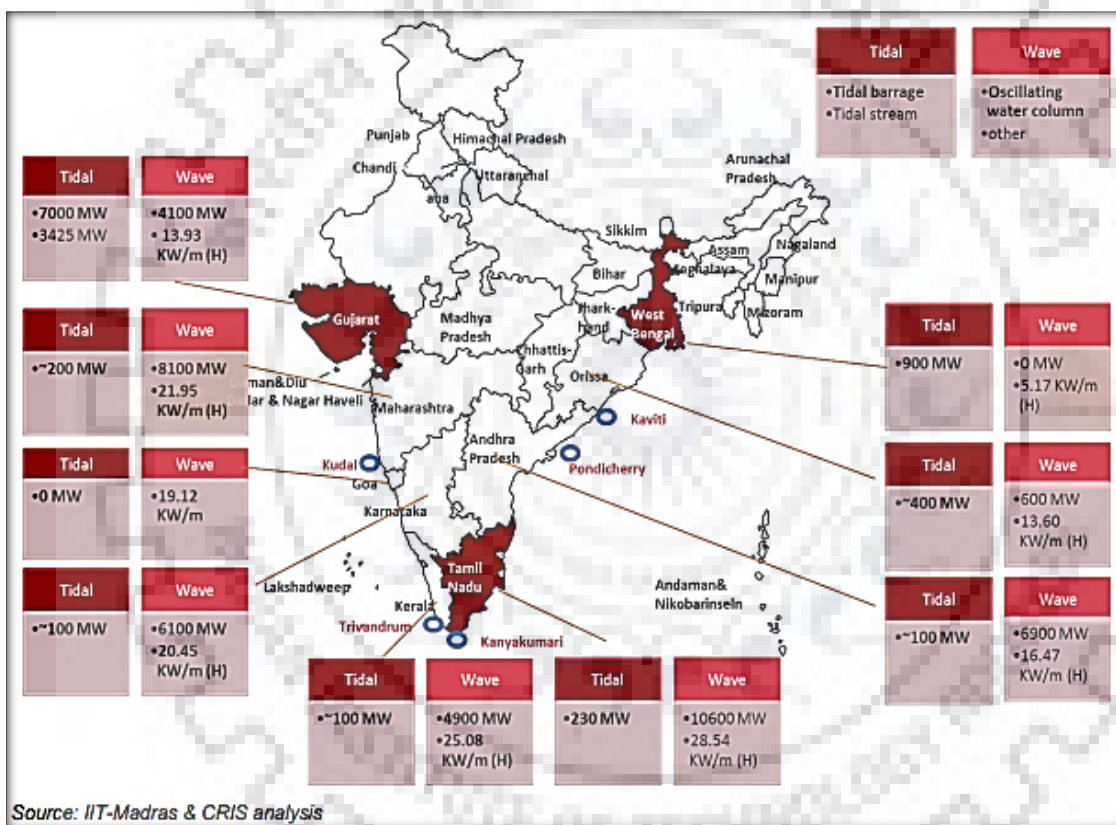 Tidal
•Tidal barrage
•Tidal stream
Wave
•Oscillating
water column
•other
Punjab
Himachal Pradesh
Chandi
Uttaranchal
ana
Arunachal
Pradesh
Sikkim
Assam
Nagaland
Meghalaya
Bihar
Manipur
Tripura
Mizoram
Jhark-
hand
West
Bengal
Gujarat
Madhya
Pradesh
Chhattis-
garh
Orissa
Daman&Diu
Dadar & Nagar Haveli
Maharashtra
Kaviti
Andhra
Pradesh
Pondicherry
Kudal
Goa
Karnataka
Lakshadweep
Tamil
Nadu
Kerala
Trivandrum
Kanyakumari
Andaman&
Nikobarinseln
Tidal
•7000 MW
•3425 MW
Wave
•4100 MW
• 13.93
KW/m (H)
Tidal
•~200 MW
Wave
•8100 MW
•21.95
KW/m (H)
Tidal
•0 MW
Wave
•19.12
KW/m
Tidal
•~100 MW
Wave
•6100 MW
•20.45
KW/m (H)
Tidal
•~100 MW
Wave
•4900 MW
•25.08
KW/m (H)
Tidal
•230 MW
Wave
•10600 MW
•28.54
KW/m (H)
Tidal
•900 MW
Wave
•0 MW
•5.17 KW/m
(H)
Tidal
•~400 MW
Wave
•600 MW
•13.60
KW/m (H)
Tidal
•~100 MW
Wave
•6900 MW
•16.47
KW/m (H)
Source: IIT-Madras & CRIS analysis